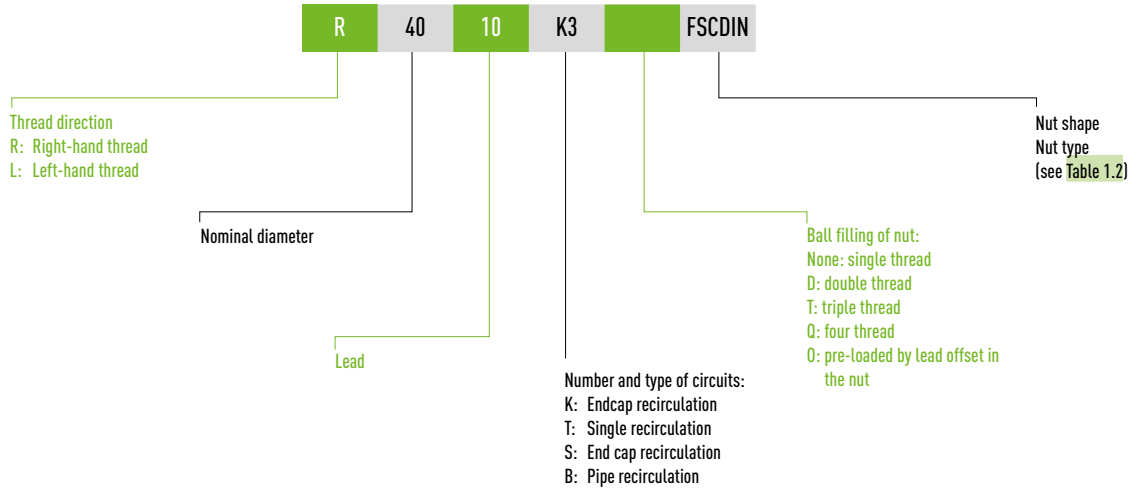 R 40 10 K3 FSCDIN
Thread direction
R: Right-hand thread
L: Left-hand thread
Nut shape
Nut type
(see Table 1.2)
Nominal diameter
Ball filling of nut:
None: single thread
D: double thread
T: triple thread
Q: four thread
O: pre-loaded by lead offset in
the nut
Lead
Number and type of circuits:
K: Endcap recirculation
T: Single recirculation
S: End cap recirculation
B: Pipe recirculation